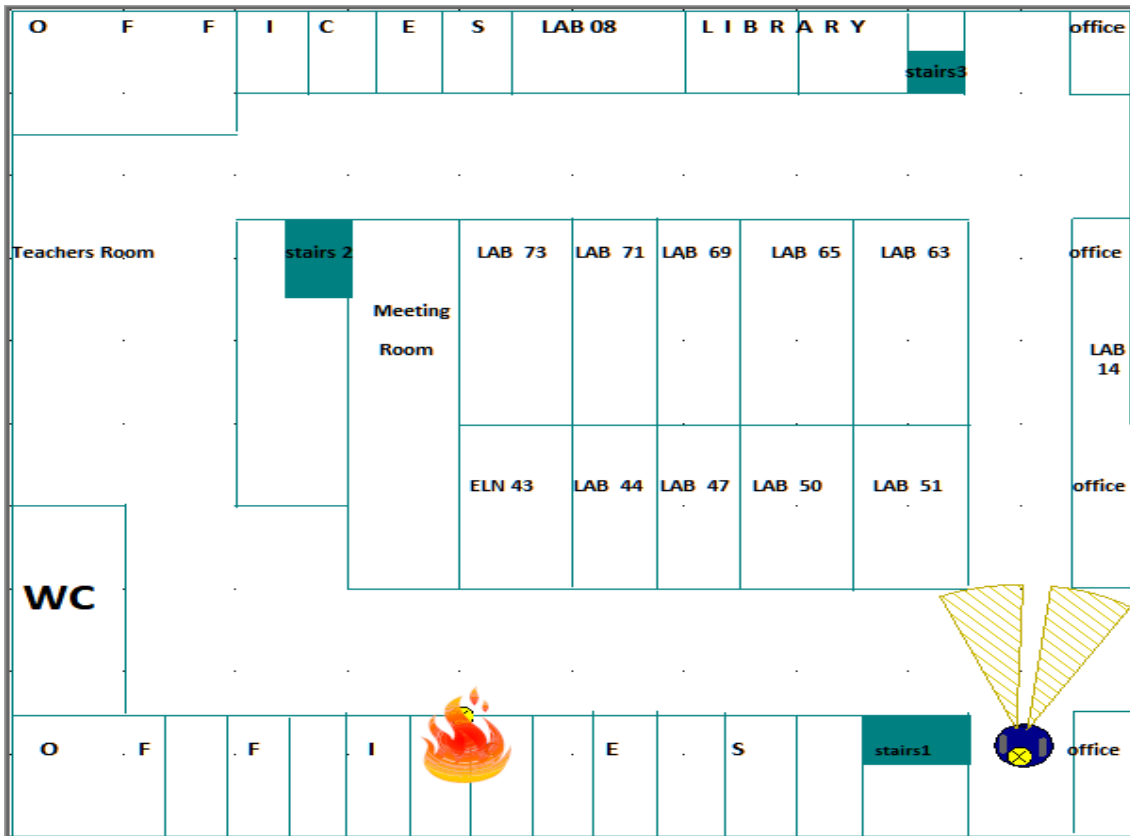 O F F I C E S LAB 08 L I B R A R Y office
stairs3
Teachers Room stairs 2 LAB 73 LAB 71 LAB 69 LAB 65 LAB 63 office
Meeting
Room LAB
14
ELN 43 LAB 44 LAB 47 LAB 50 LAB 51 office
WC
O F F I E S stairs1 office